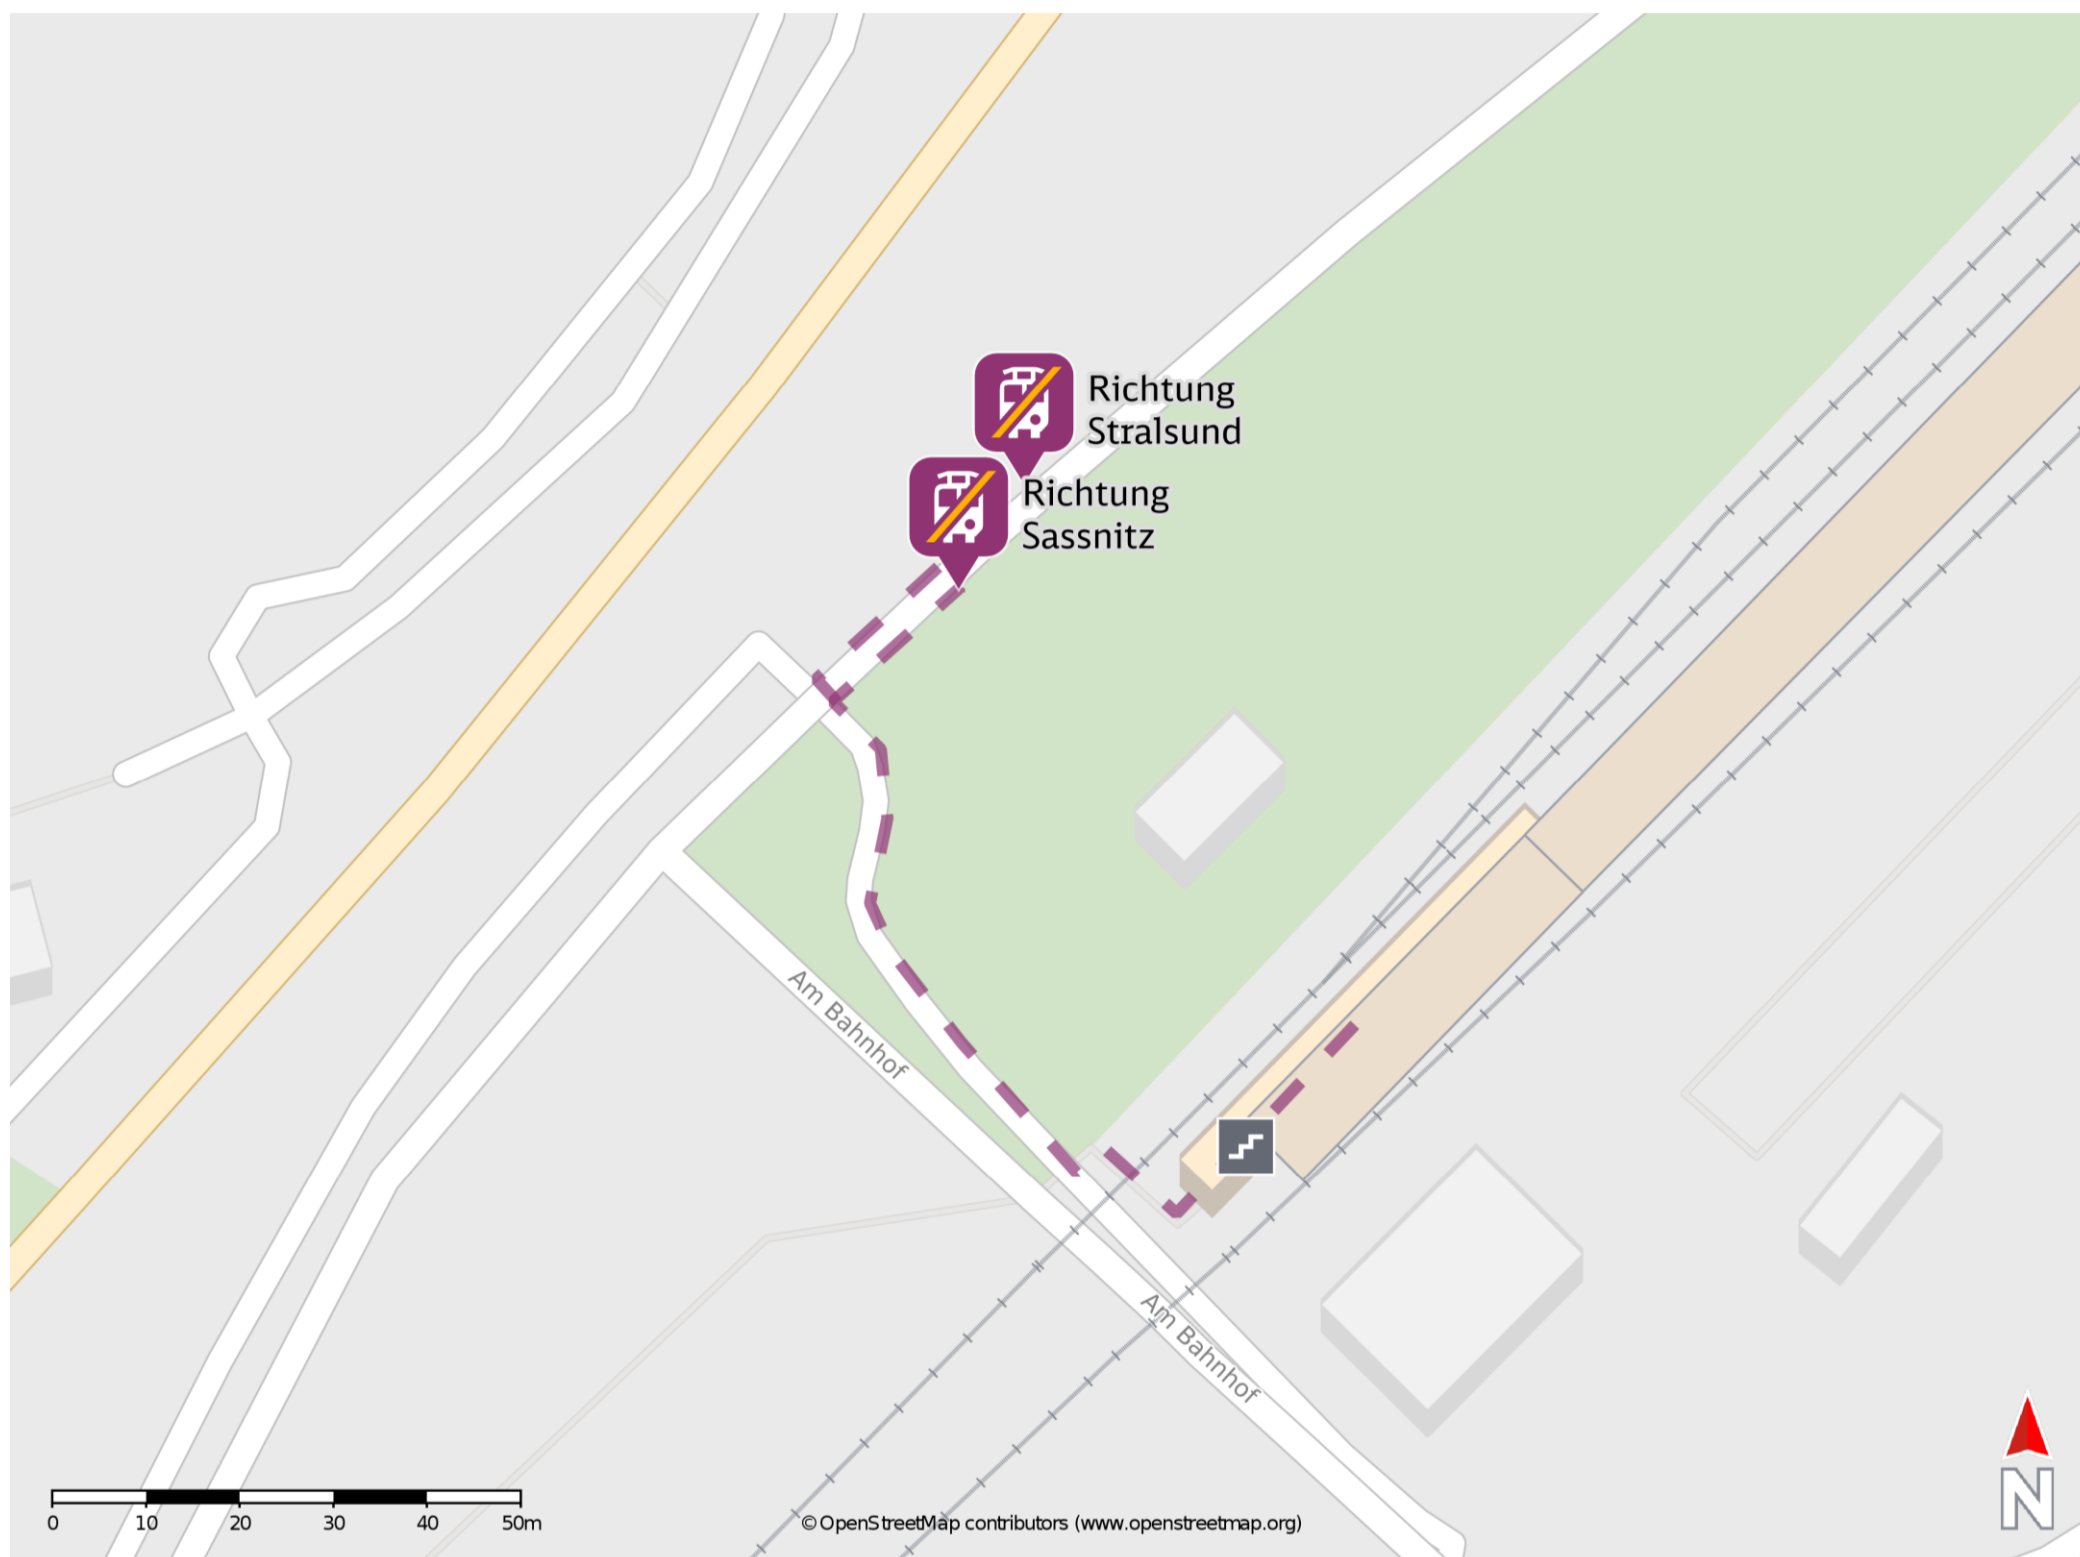 Richtung
Stralsund
Richtung
Sassnitz
Am Bahnhof
Am Bahnhof
0 10 20 30 40 50m
© OpenStreetMap contributors (www.openstreetmap.org)
N